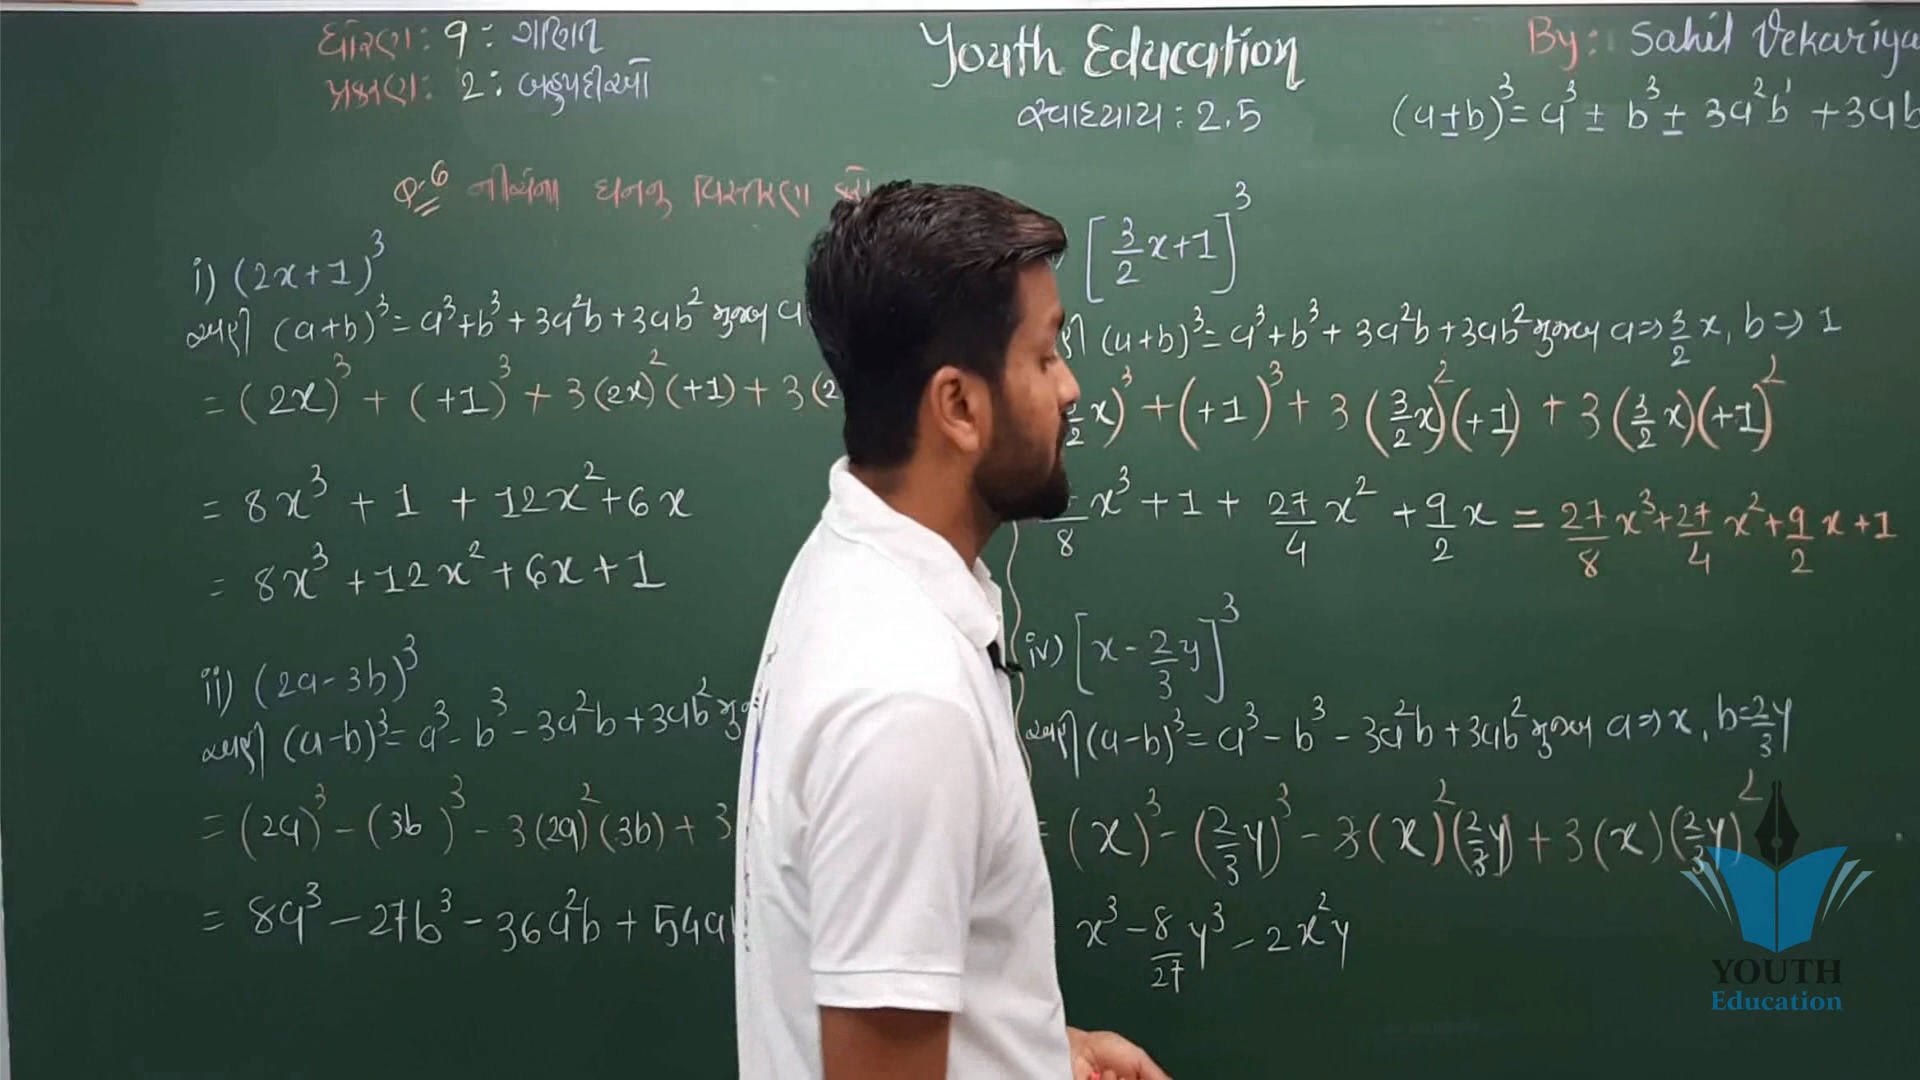 ધોરણ : 9 : ગણિત
પ્રકરણ : 2 : બહુપદીઓ
Youth Education
સ્વાધ્યાય : 2.5
By : Sahil Vekariya
(a±b)³ = a³ ± b³ ± 3a²b¹ + 3ab
Q.6 નીચેના ઘનનું વિસ્તરણ કરો
i) (2x+1)³
અહી (a+b)³ = a³+b³+3a²b+3ab² મુજબ a
= (2x)³ + (+1)³ + 3(2x)²(+1) + 3(2
= 8x³ + 1 + 12x² + 6x
= 8x³ + 12x² + 6x + 1
ii) (2a-3b)³
અહી (a-b)³ = a³ - b³ - 3a²b + 3ab²
= (2a)³ - (3b)³ - 3(2a)²(3b) + 3
= 8a³ - 27b³ - 36a²b + 54a
[3/2 x+1]³
(a+b)³ = a³+b³+3a²b+3ab² મુજબ a⇒3/2 x, b⇒1
/2 x)³ + (+1)³ + 3(3/2 x)²(+1) + 3(3/2 x)(+1)²
/8 x³ + 1 + 27/4 x² + 9/2 x = 27/8 x³ + 27/4 x² + 9/2 x + 1
iv) [x - 2/3 y]³
અહી (a-b)³ = a³ - b³ - 3a²b + 3ab² મુજબ a⇒x, b=2/3 y
= (x)³ - (2/3 y)³ - 3(x)²(2/3 y) + 3(x)(2/3 y)²
x³ - 8/27 y³ - 2x²y
YOUTH
Education